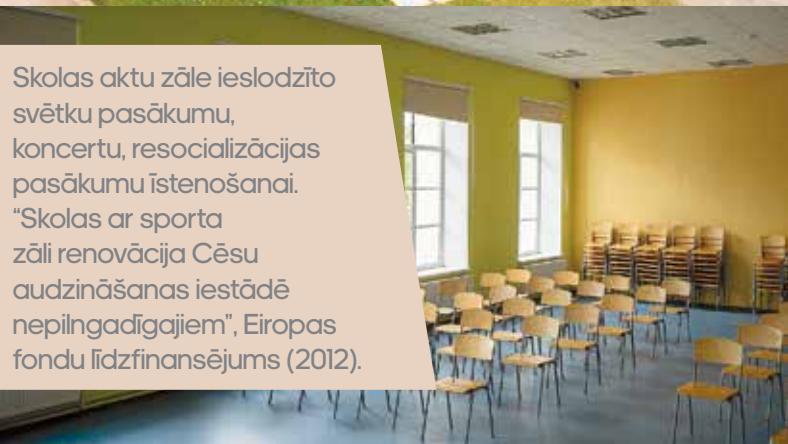 Skolas aktu zāle ieslodzīto
svētku pasākumu,
koncertu, resocializācijas
pasākumu īstenošanai.
“Skolas ar sporta
zāli renovācija Cēsu
audzināšanas iestādē
nepilngadīgajiem”, Eiropas
fondu līdzfinansējums (2012).